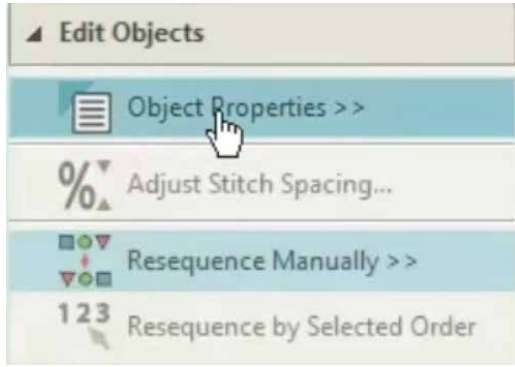 Edit Objects
Object Properties >>
% Adjust Stitch Spacing...
Resequence Manually >>
123
Resequence by Selected Order